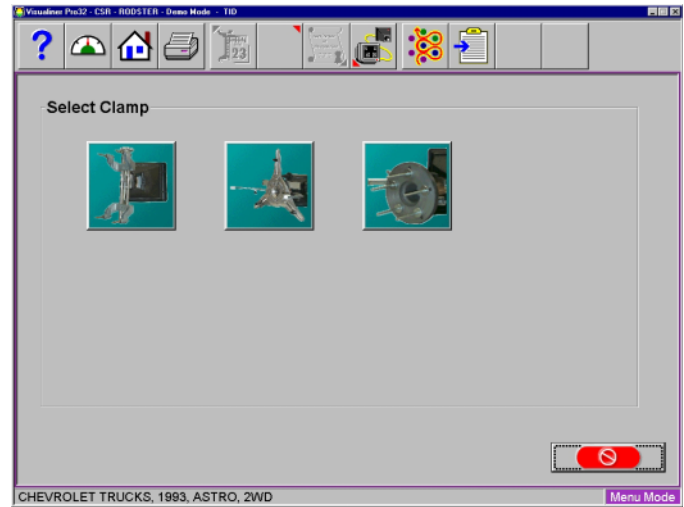 Visualiner Pro32 - CSR - RODSTER - Demo Mode - TID
?
23
Select Clamp
CHEVROLET TRUCKS, 1993, ASTRO, 2WD
Menu Mode